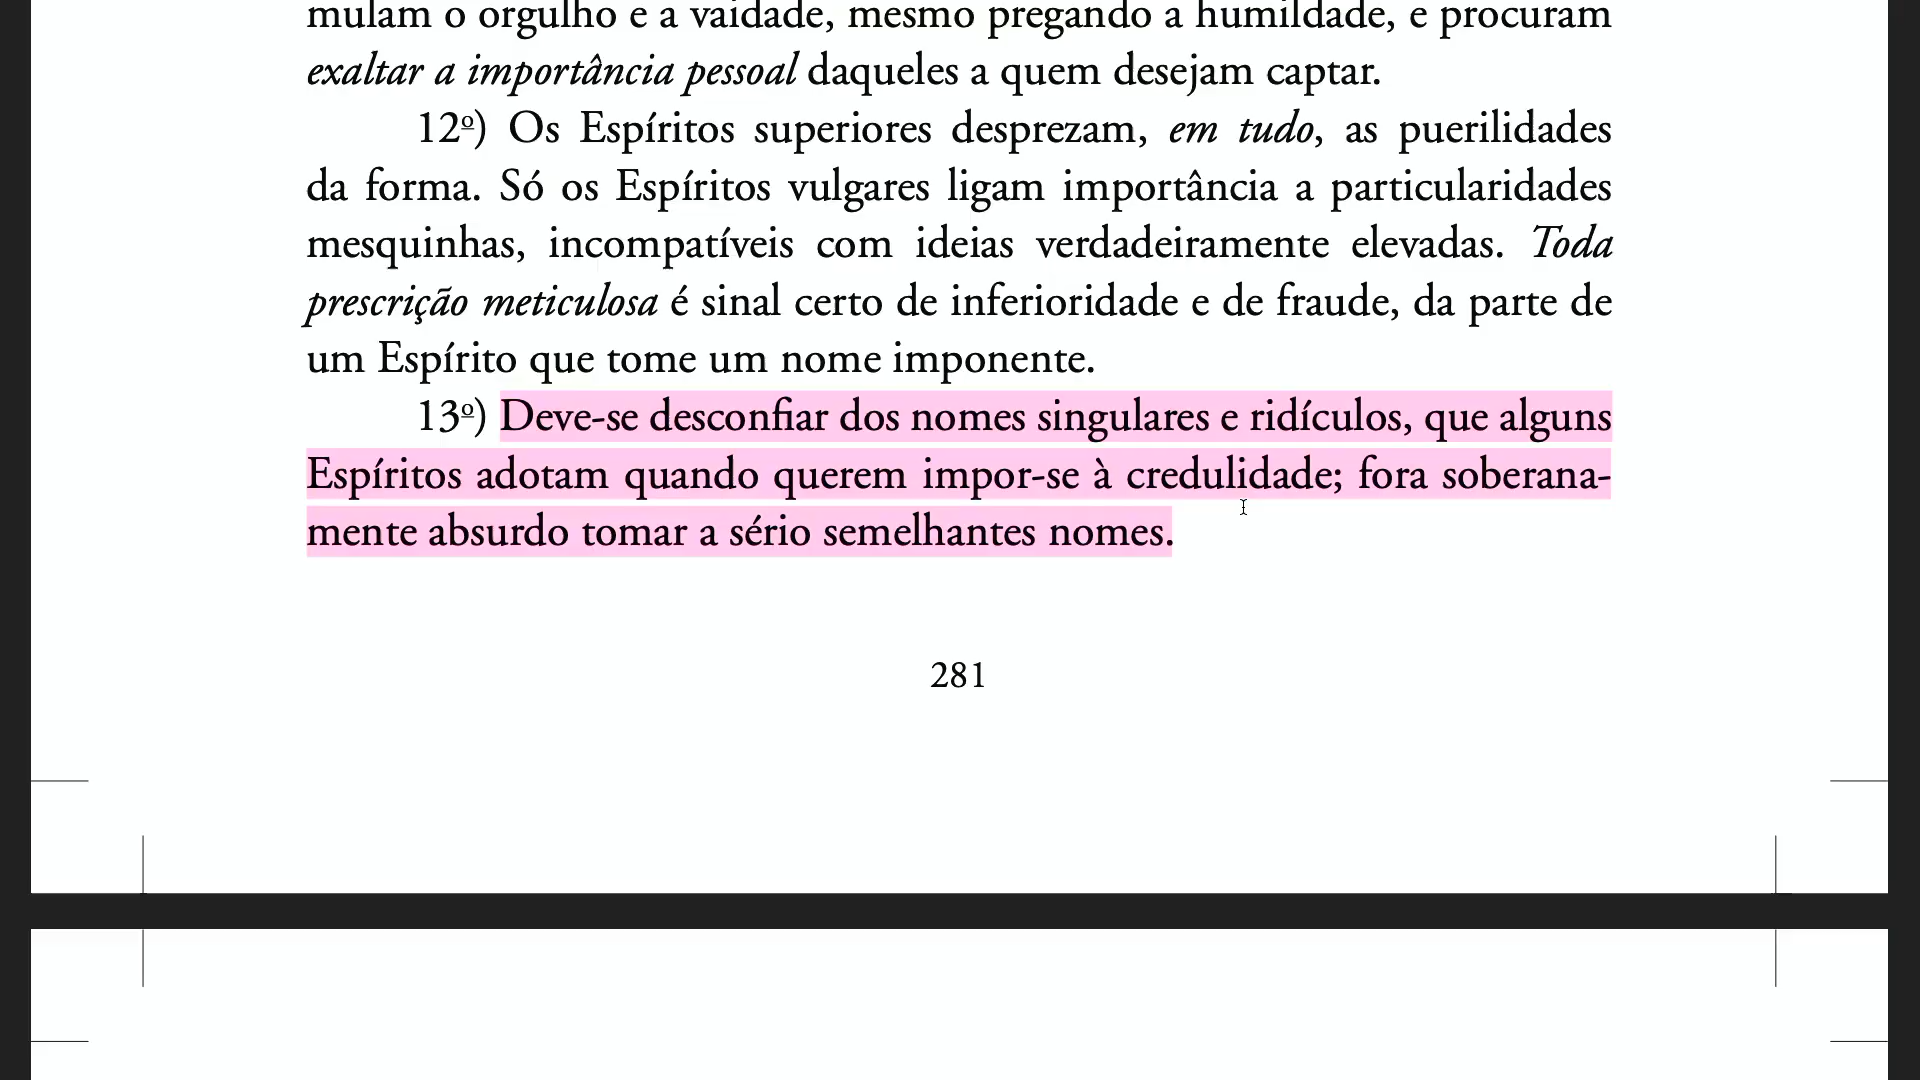 mulam o orgulho e a vaidade, mesmo pregando a humildade, e procuram
exaltar a importância pessoal daqueles a quem desejam captar.
12º) Os Espíritos superiores desprezam, em tudo, as puerilidades
da forma. Só os Espíritos vulgares ligam importância a particularidades
mesquinhas, incompatíveis com ideias verdadeiramente elevadas. Toda
prescrição meticulosa é sinal certo de inferioridade e de fraude, da parte de
um Espírito que tome um nome imponente.
13º) Deve-se desconfiar dos nomes singulares e ridículos, que alguns
Espíritos adotam quando querem impor-se à credulidade; fora soberana-
mente absurdo tomar a sério semelhantes nomes.
281